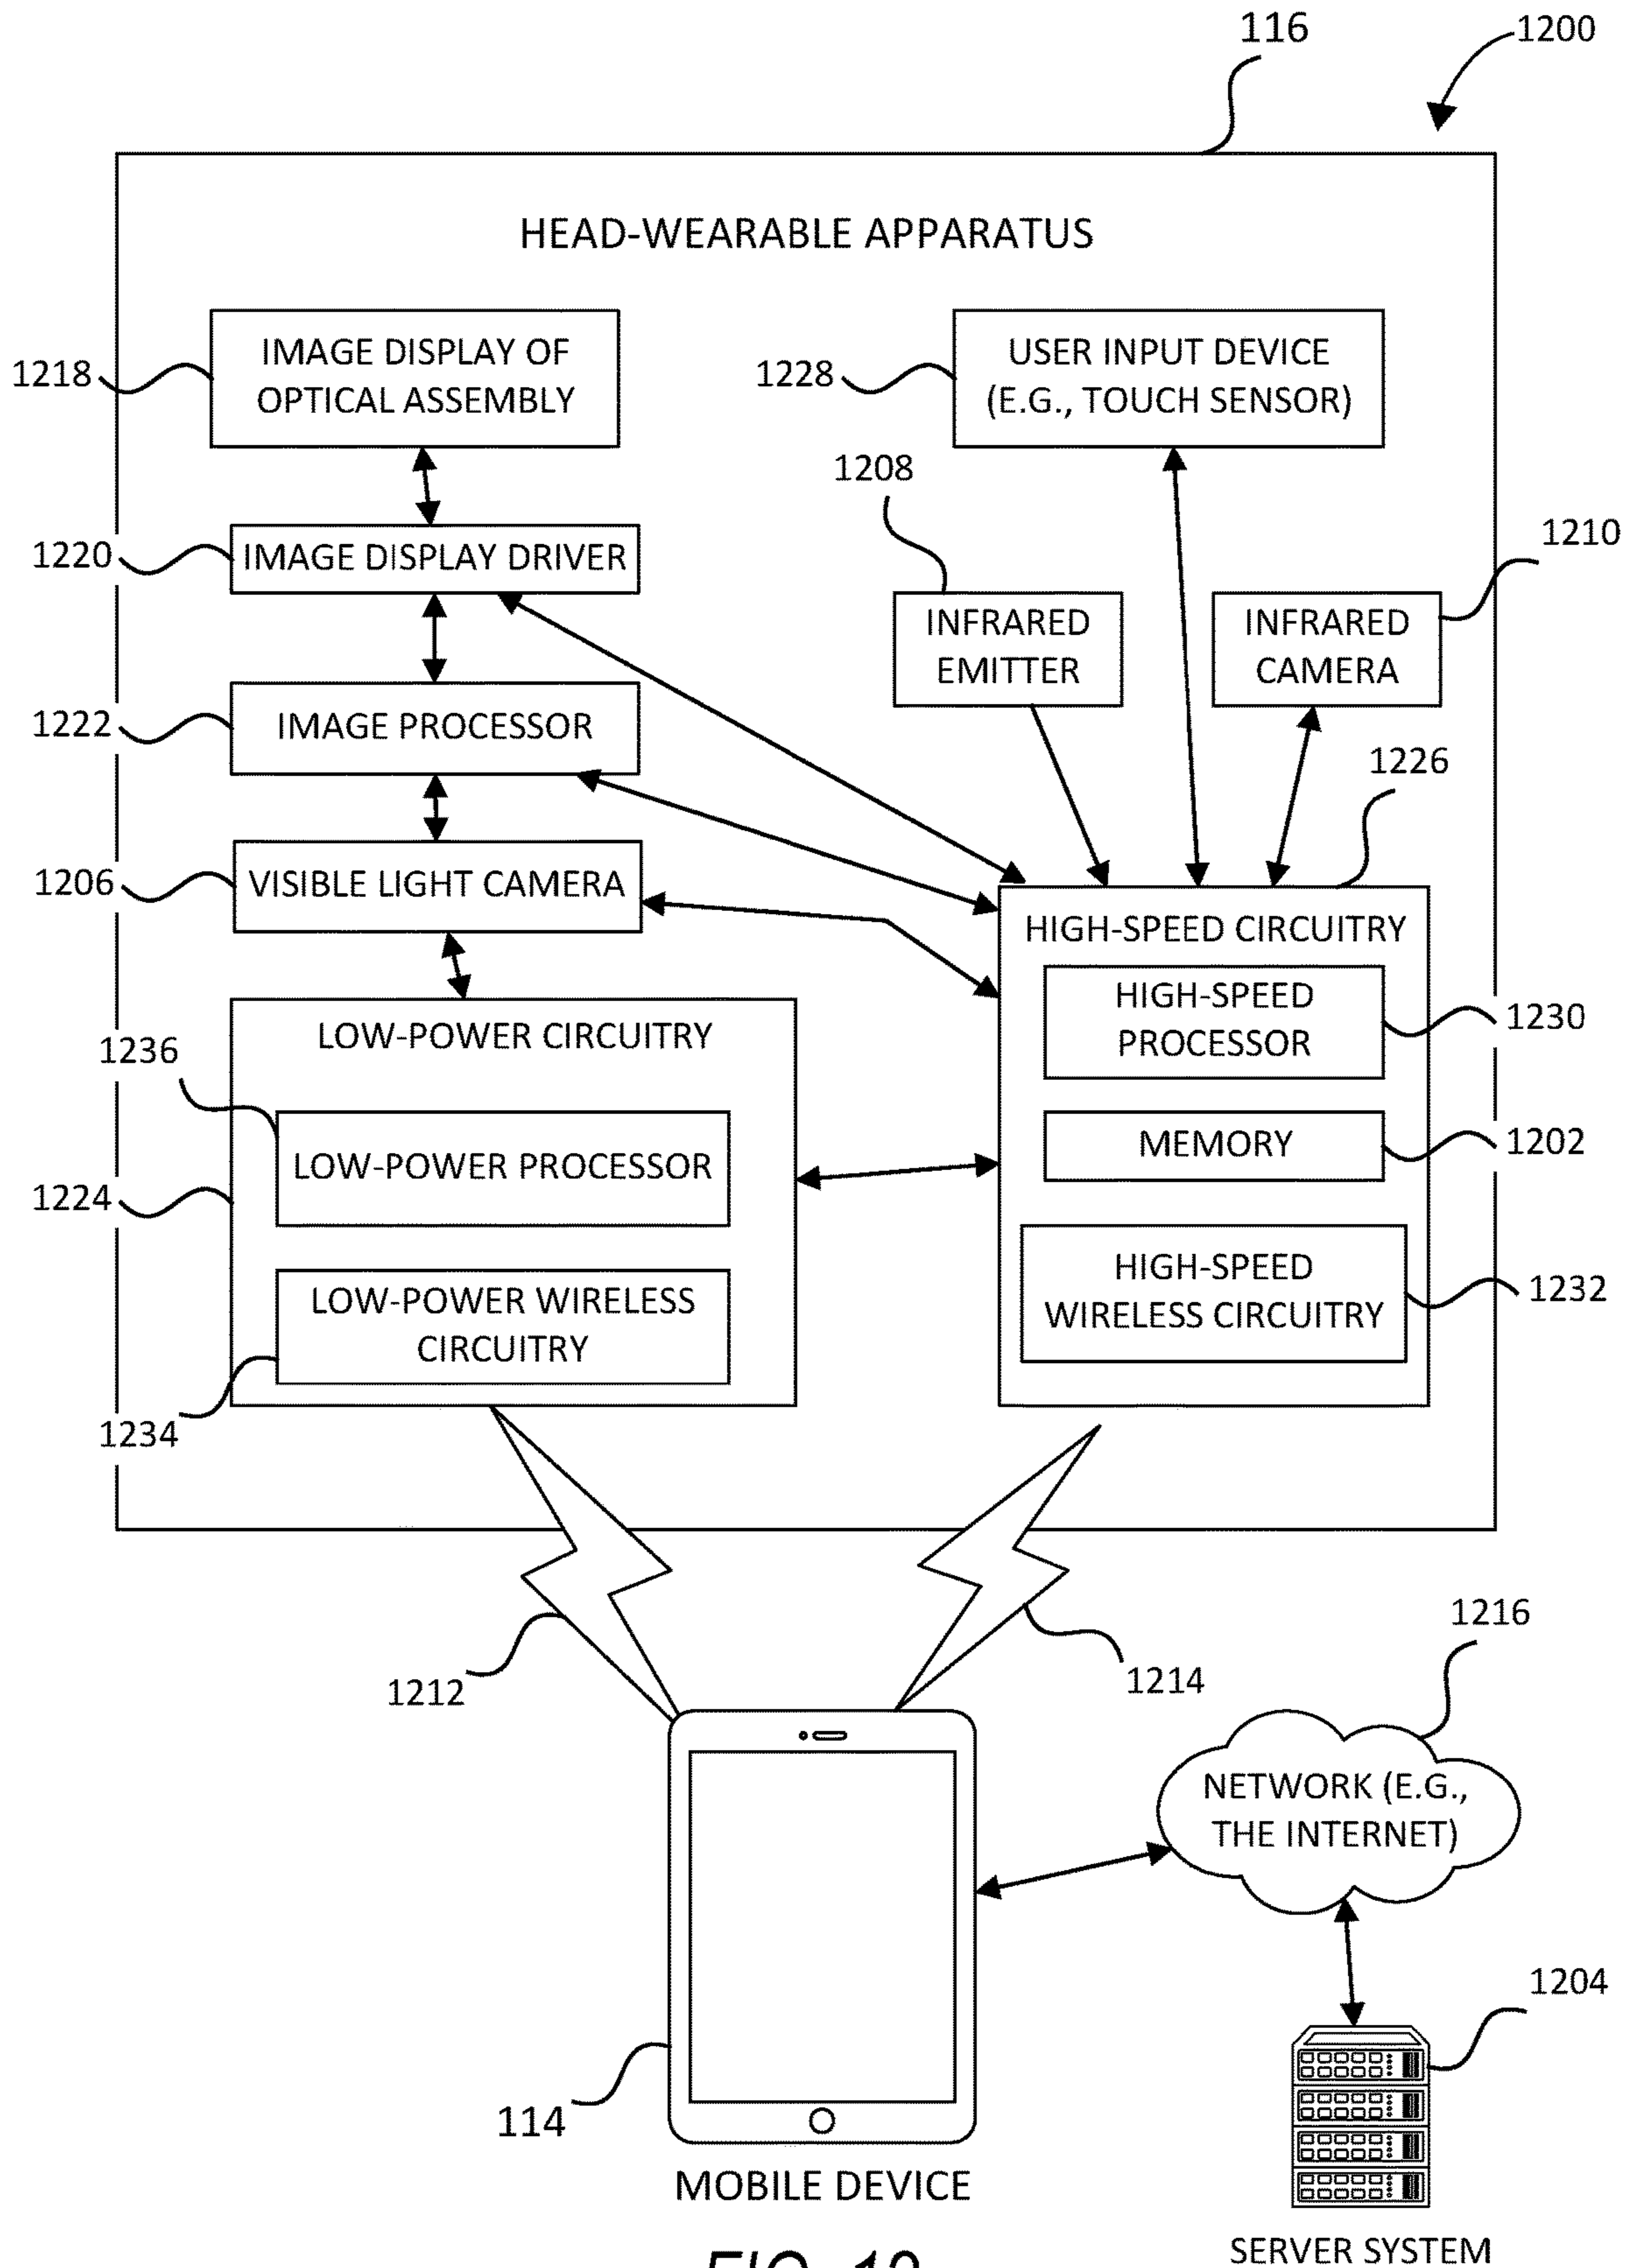 116
1200
HEAD-WEARABLE APPARATUS
1218
IMAGE DISPLAY OF
OPTICAL ASSEMBLY
1228
USER INPUT DEVICE
(E.G., TOUCH SENSOR)
1208
1220
IMAGE DISPLAY DRIVER
1210
INFRARED
EMITTER
INFRARED
CAMERA
1222
IMAGE PROCESSOR
1226
1206
VISIBLE LIGHT CAMERA
HIGH-SPEED CIRCUITRY
HIGH-SPEED
PROCESSOR
1230
1236
LOW-POWER CIRCUITRY
MEMORY
1202
LOW-POWER PROCESSOR
1224
HIGH-SPEED
WIRELESS CIRCUITRY
1232
LOW-POWER WIRELESS
CIRCUITRY
1234
1212
1214
1216
NETWORK (E.G.,
THE INTERNET)
1204
114
MOBILE DEVICE
SERVER SYSTEM
FIG.